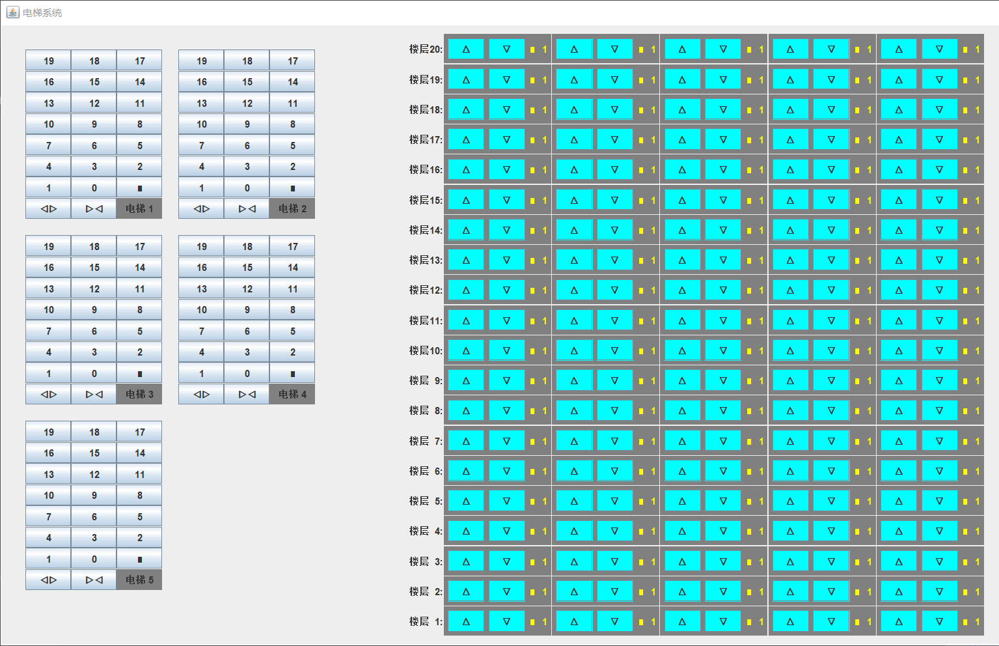 电梯系统
19 18 17
16 15 14
13 12 11
10 9 8
7 6 5
4 3 2
1 0 ■
◁▷ ▷◁ 电梯 1
19 18 17
16 15 14
13 12 11
10 9 8
7 6 5
4 3 2
1 0 ■
◁▷ ▷◁ 电梯 2
19 18 17
16 15 14
13 12 11
10 9 8
7 6 5
4 3 2
1 0 ■
◁▷ ▷◁ 电梯 3
19 18 17
16 15 14
13 12 11
10 9 8
7 6 5
4 3 2
1 0 ■
◁▷ ▷◁ 电梯 4
19 18 17
16 15 14
13 12 11
10 9 8
7 6 5
4 3 2
1 0 ■
◁▷ ▷◁ 电梯 5
楼层20: △ ▽ ■ 1 △ ▽ ■ 1 △ ▽ ■ 1 △ ▽ ■ 1 △ ▽ ■ 1
楼层19: △ ▽ ■ 1 △ ▽ ■ 1 △ ▽ ■ 1 △ ▽ ■ 1 △ ▽ ■ 1
楼层18: △ ▽ ■ 1 △ ▽ ■ 1 △ ▽ ■ 1 △ ▽ ■ 1 △ ▽ ■ 1
楼层17: △ ▽ ■ 1 △ ▽ ■ 1 △ ▽ ■ 1 △ ▽ ■ 1 △ ▽ ■ 1
楼层16: △ ▽ ■ 1 △ ▽ ■ 1 △ ▽ ■ 1 △ ▽ ■ 1 △ ▽ ■ 1
楼层15: △ ▽ ■ 1 △ ▽ ■ 1 △ ▽ ■ 1 △ ▽ ■ 1 △ ▽ ■ 1
楼层14: △ ▽ ■ 1 △ ▽ ■ 1 △ ▽ ■ 1 △ ▽ ■ 1 △ ▽ ■ 1
楼层13: △ ▽ ■ 1 △ ▽ ■ 1 △ ▽ ■ 1 △ ▽ ■ 1 △ ▽ ■ 1
楼层12: △ ▽ ■ 1 △ ▽ ■ 1 △ ▽ ■ 1 △ ▽ ■ 1 △ ▽ ■ 1
楼层11: △ ▽ ■ 1 △ ▽ ■ 1 △ ▽ ■ 1 △ ▽ ■ 1 △ ▽ ■ 1
楼层10: △ ▽ ■ 1 △ ▽ ■ 1 △ ▽ ■ 1 △ ▽ ■ 1 △ ▽ ■ 1
楼层 9: △ ▽ ■ 1 △ ▽ ■ 1 △ ▽ ■ 1 △ ▽ ■ 1 △ ▽ ■ 1
楼层 8: △ ▽ ■ 1 △ ▽ ■ 1 △ ▽ ■ 1 △ ▽ ■ 1 △ ▽ ■ 1
楼层 7: △ ▽ ■ 1 △ ▽ ■ 1 △ ▽ ■ 1 △ ▽ ■ 1 △ ▽ ■ 1
楼层 6: △ ▽ ■ 1 △ ▽ ■ 1 △ ▽ ■ 1 △ ▽ ■ 1 △ ▽ ■ 1
楼层 5: △ ▽ ■ 1 △ ▽ ■ 1 △ ▽ ■ 1 △ ▽ ■ 1 △ ▽ ■ 1
楼层 4: △ ▽ ■ 1 △ ▽ ■ 1 △ ▽ ■ 1 △ ▽ ■ 1 △ ▽ ■ 1
楼层 3: △ ▽ ■ 1 △ ▽ ■ 1 △ ▽ ■ 1 △ ▽ ■ 1 △ ▽ ■ 1
楼层 2: △ ▽ ■ 1 △ ▽ ■ 1 △ ▽ ■ 1 △ ▽ ■ 1 △ ▽ ■ 1
楼层 1: △ ▽ ■ 1 △ ▽ ■ 1 △ ▽ ■ 1 △ ▽ ■ 1 △ ▽ ■ 1